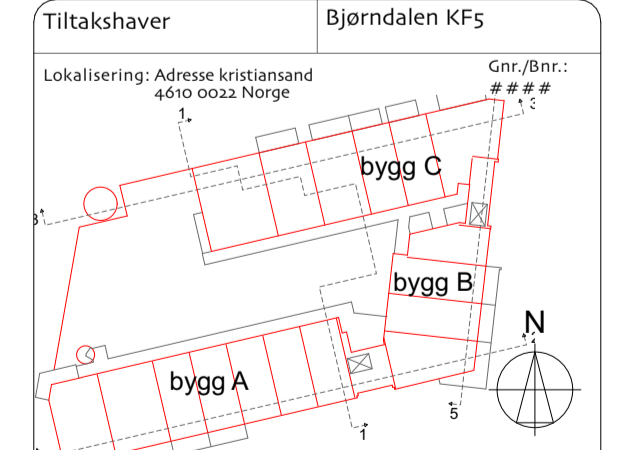 Tiltakshaver
Bjørndalen KF5
Lokalisering: Adresse kristiansand
4610 0022 Norge
Gnr./Bnr.:
####
1
3
bygg C
3
bygg B
N
2
bygg A
5
1